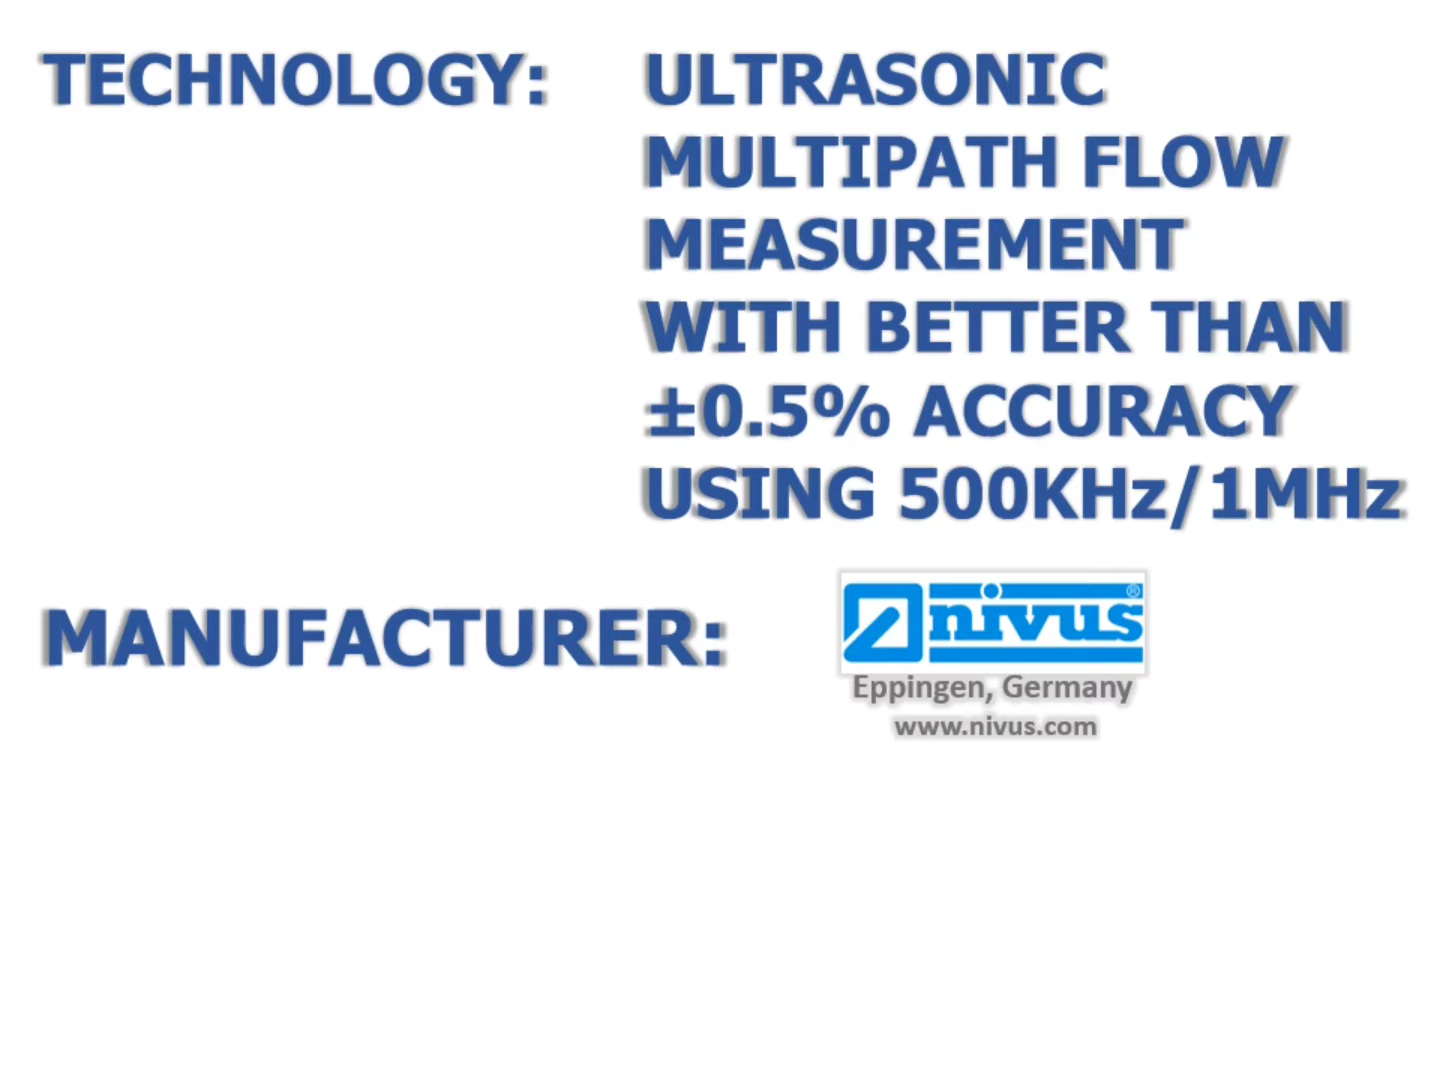 TECHNOLOGY: ULTRASONIC
MULTIPATH FLOW
MEASUREMENT
WITH BETTER THAN
±0.5% ACCURACY
USING 500KHz/1MHz
MANUFACTURER: nivus®
Eppingen, Germany
www.nivus.com